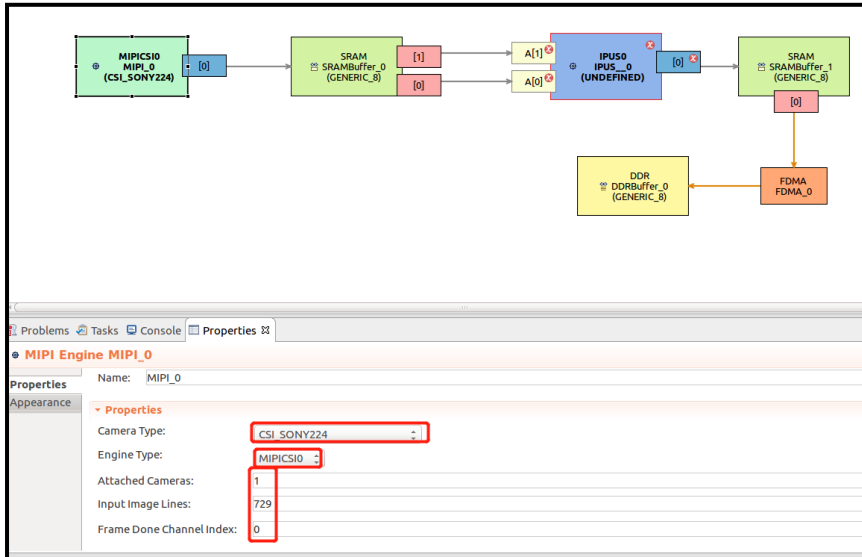 MIPICSI0
MIPI_0
(CSI_SONY224)
[0]
SRAM
SRAMBuffer_0
(GENERIC_8)
[1]
[0]
A[1]
A[0]
IPUS0
IPUS__0
(UNDEFINED)
[0]
SRAM
SRAMBuffer_1
(GENERIC_8)
[0]
DDR
DDRBuffer_0
(GENERIC_8)
FDMA
FDMA_0
Problems Tasks Console Properties
MIPI Engine MIPI_0
Properties
Appearance
Name: MIPI_0
Properties
Camera Type: CSI_SONY224
Engine Type: MIPICSI0
Attached Cameras: 1
Input Image Lines: 729
Frame Done Channel Index: 0